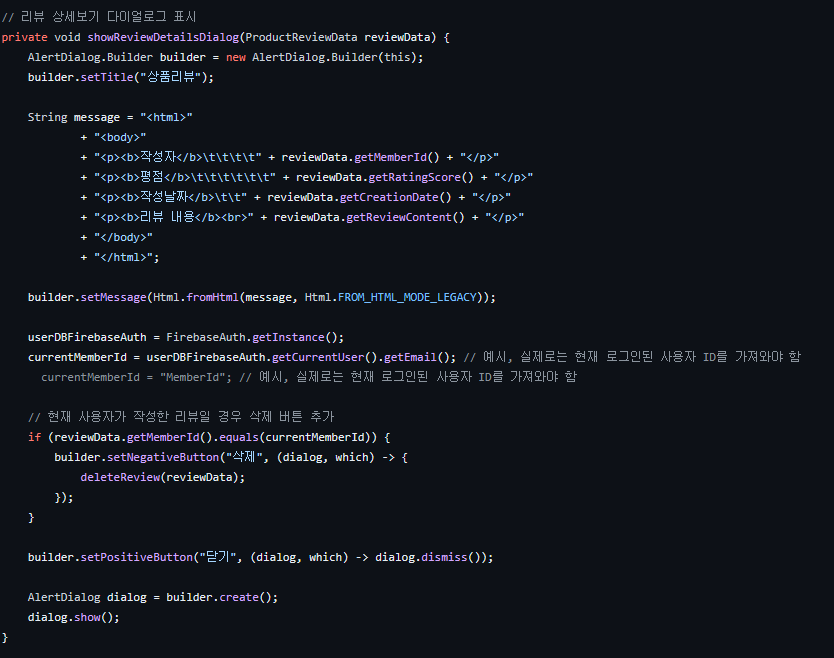 // 리뷰 상세보기 다이얼로그 표시
private void showReviewDetailsDialog(ProductReviewData reviewData) {
    AlertDialog.Builder builder = new AlertDialog.Builder(this);
    builder.setTitle("상품리뷰");

    String message = "<html>"
            + "<body>"
            + "<p><b>작성자</b>\t\t\t\t" + reviewData.getMemberId() + "</p>"
            + "<p><b>평점</b>\t\t\t\t\t\t" + reviewData.getRatingScore() + "</p>"
            + "<p><b>작성날짜</b>\t\t" + reviewData.getCreationDate() + "</p>"
            + "<p><b>리뷰 내용</b><br>" + reviewData.getReviewContent() + "</p>"
            + "</body>"
            + "</html>";

    builder.setMessage(Html.fromHtml(message, Html.FROM_HTML_MODE_LEGACY));

    userDBFirebaseAuth = FirebaseAuth.getInstance();
    currentMemberId = userDBFirebaseAuth.getCurrentUser().getEmail(); // 예시, 실제로는 현재 로그인된 사용자 ID를 가져와야 함
      currentMemberId = "MemberId"; // 예시, 실제로는 현재 로그인된 사용자 ID를 가져와야 함

    // 현재 사용자가 작성한 리뷰일 경우 삭제 버튼 추가
    if (reviewData.getMemberId().equals(currentMemberId)) {
        builder.setNegativeButton("삭제", (dialog, which) -> {
            deleteReview(reviewData);
        });
    }

    builder.setPositiveButton("닫기", (dialog, which) -> dialog.dismiss());

    AlertDialog dialog = builder.create();
    dialog.show();
}